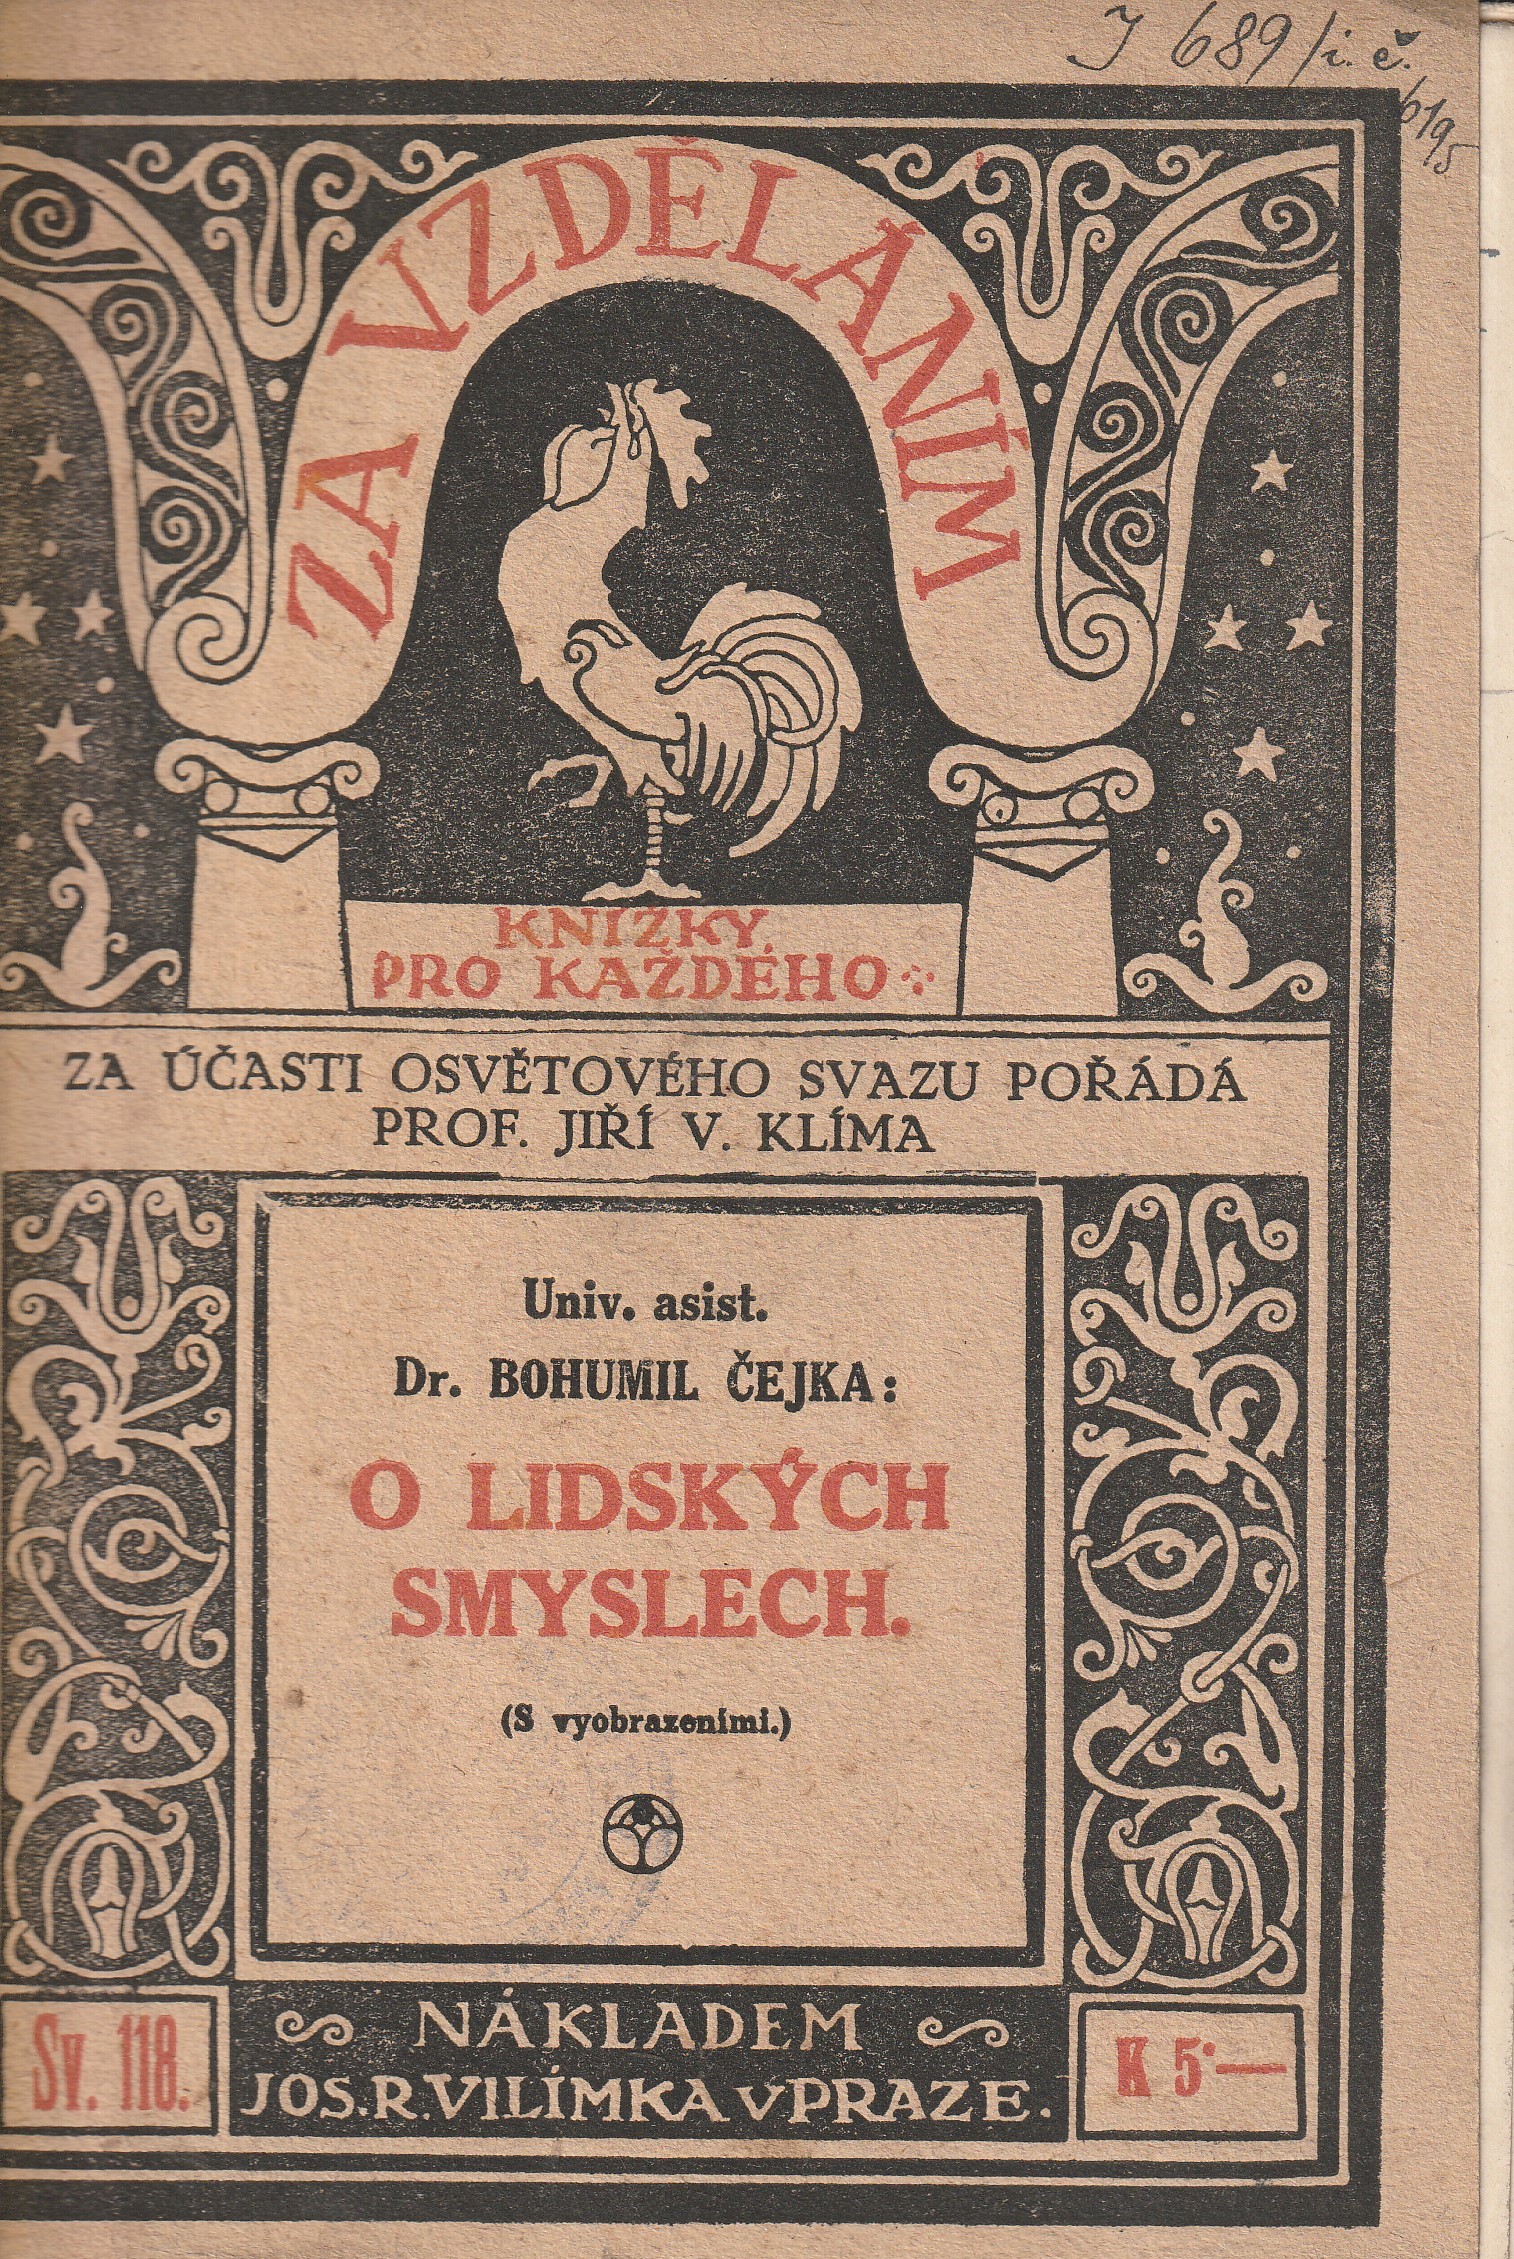 J 689/i. č.
6195
ZA VZDĚLÁNÍM
KNÍŽKY
PRO KAŽDÉHO
ZA ÚČASTI OSVĚTOVÉHO SVAZU POŘÁDÁ
PROF. JIŘÍ V. KLÍMA
Univ. asist.
Dr. BOHUMIL ČEJKA:
O LIDSKÝCH
SMYSLECH.
(S vyobrazeními.)
Sv. 118.
NÁKLADEM
JOS. R. VILÍMKA V PRAZE.
K 5·—